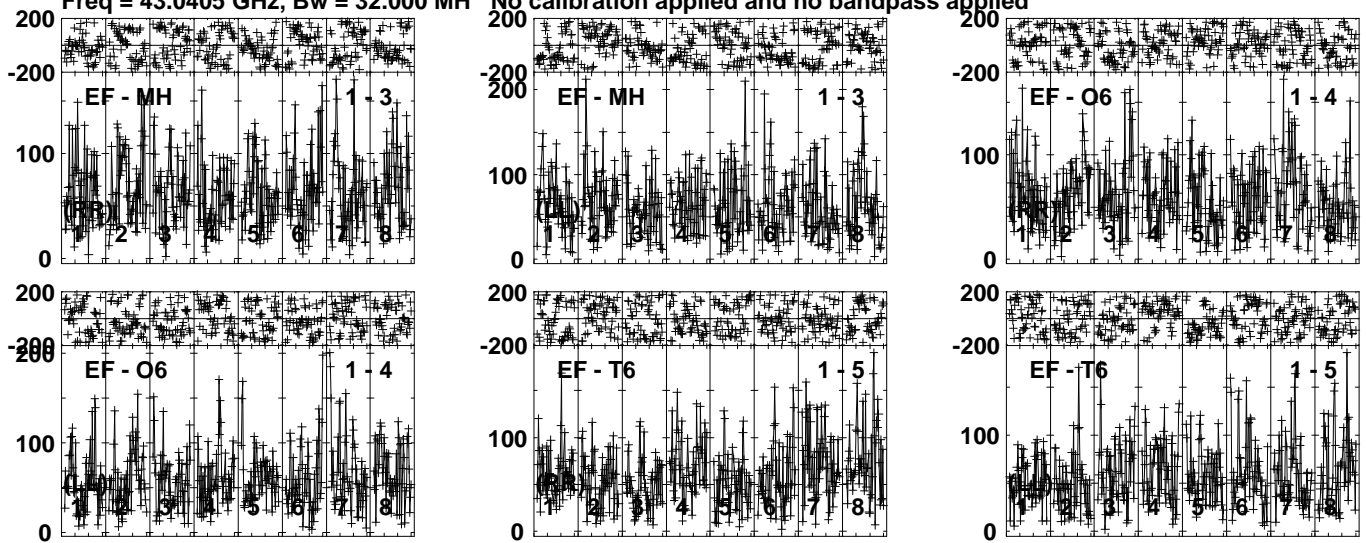 Freq = 43.0405 GHz, Bw = 32.000 MH No calibration applied and no bandpass applied
200
-200
EF - MH 1 - 3
100
(RR)
1 2 3 4 5 6 7 8
0
200
-200
200
EF - MH 1 - 3
100
(LL)
1 2 3 4 5 6 7 8
0
200
-200
EF - O6 1 - 4
100
(RR)
1 2 3 4 5 6 7 8
0
200
-200
200
EF - O6 1 - 4
100
(LL)
1 2 3 4 5 6 7 8
0
200
-200
EF - T6 1 - 5
100
(RR)
1 2 3 4 5 6 7 8
0
200
-200
EF - T6 1 - 5
100
(LL)
1 2 3 4 5 6 7 8
0